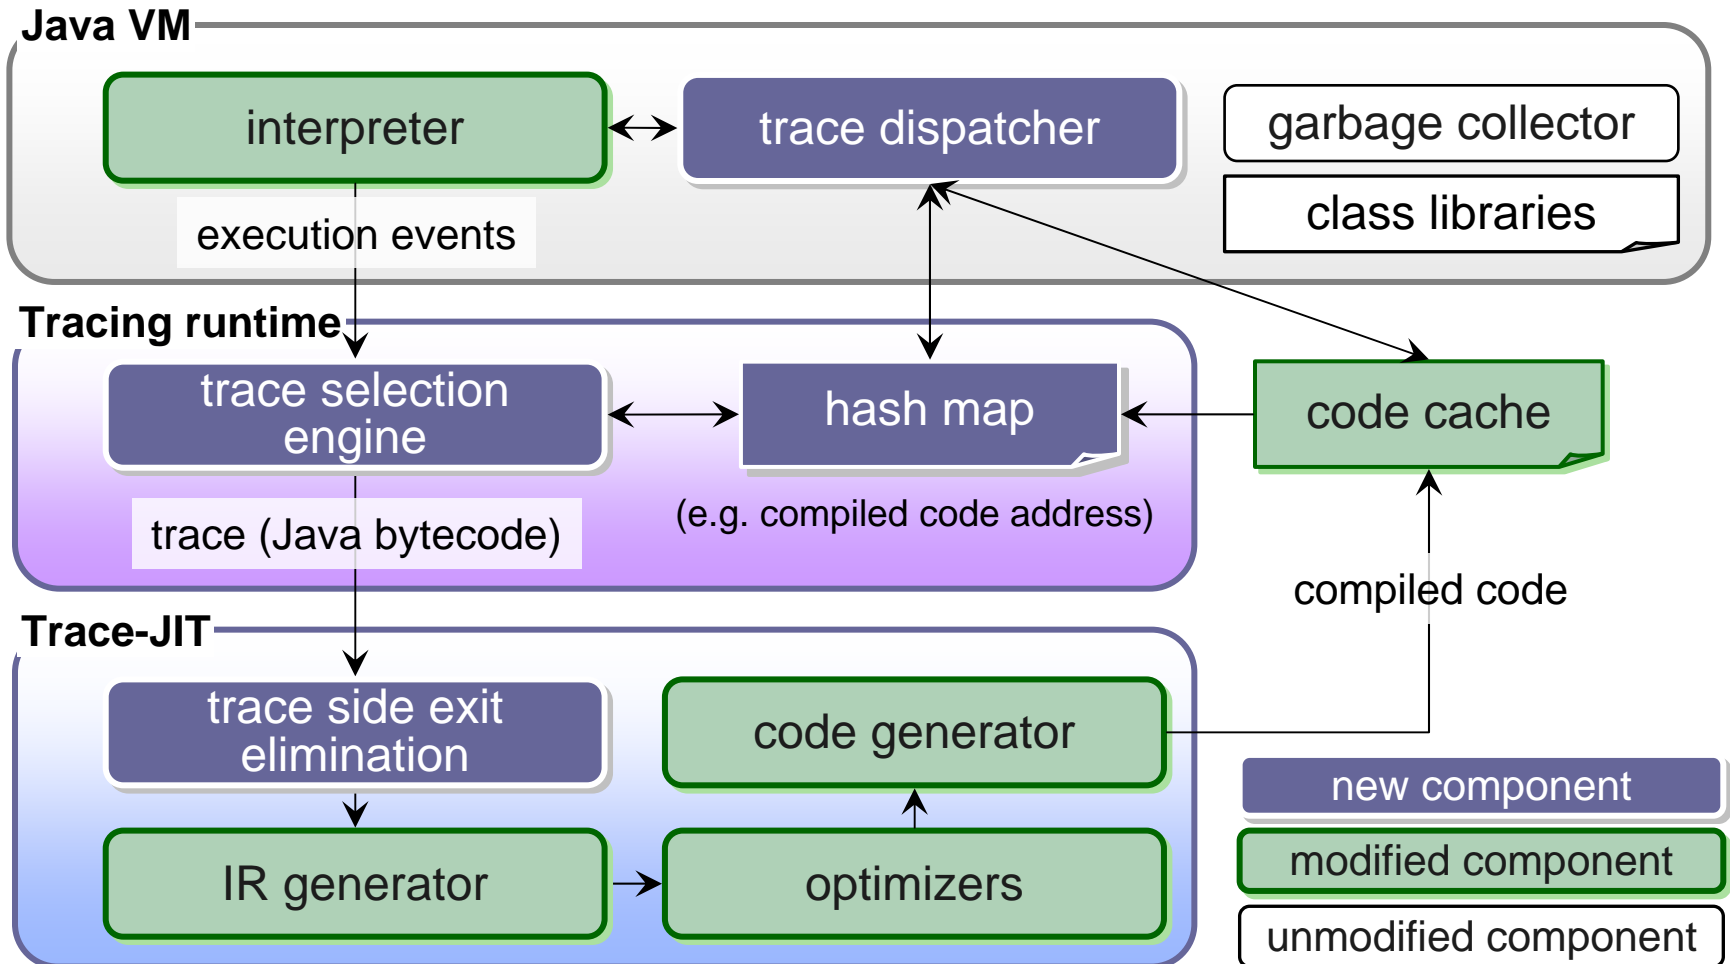 Java VM
interpreter
trace dispatcher
garbage collector
class libraries
execution events
Tracing runtime
trace selection
engine
hash map
code cache
(e.g. compiled code address)
trace (Java bytecode)
compiled code
Trace-JIT
trace side exit
elimination
code generator
IR generator
optimizers
new component
modified component
unmodified component